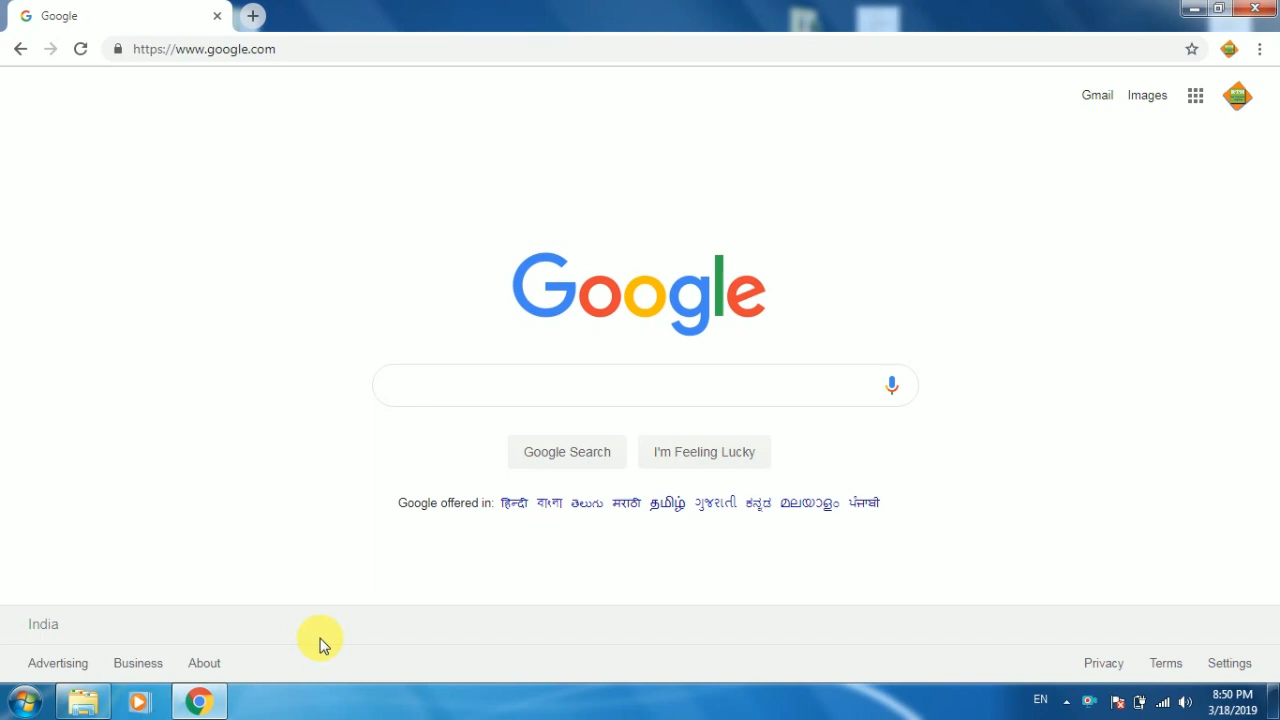 Google
https://www.google.com
Gmail Images
Google
Google Search I'm Feeling Lucky
Google offered in: हिन्दी বাংলা తెలుగు मराठी தமிழ் ગુજરાતી ಕನ್ನಡ മലയാളം ਪੰਜਾਬੀ
India
Advertising Business About Privacy Terms Settings
EN 8:50 PM
3/18/2019